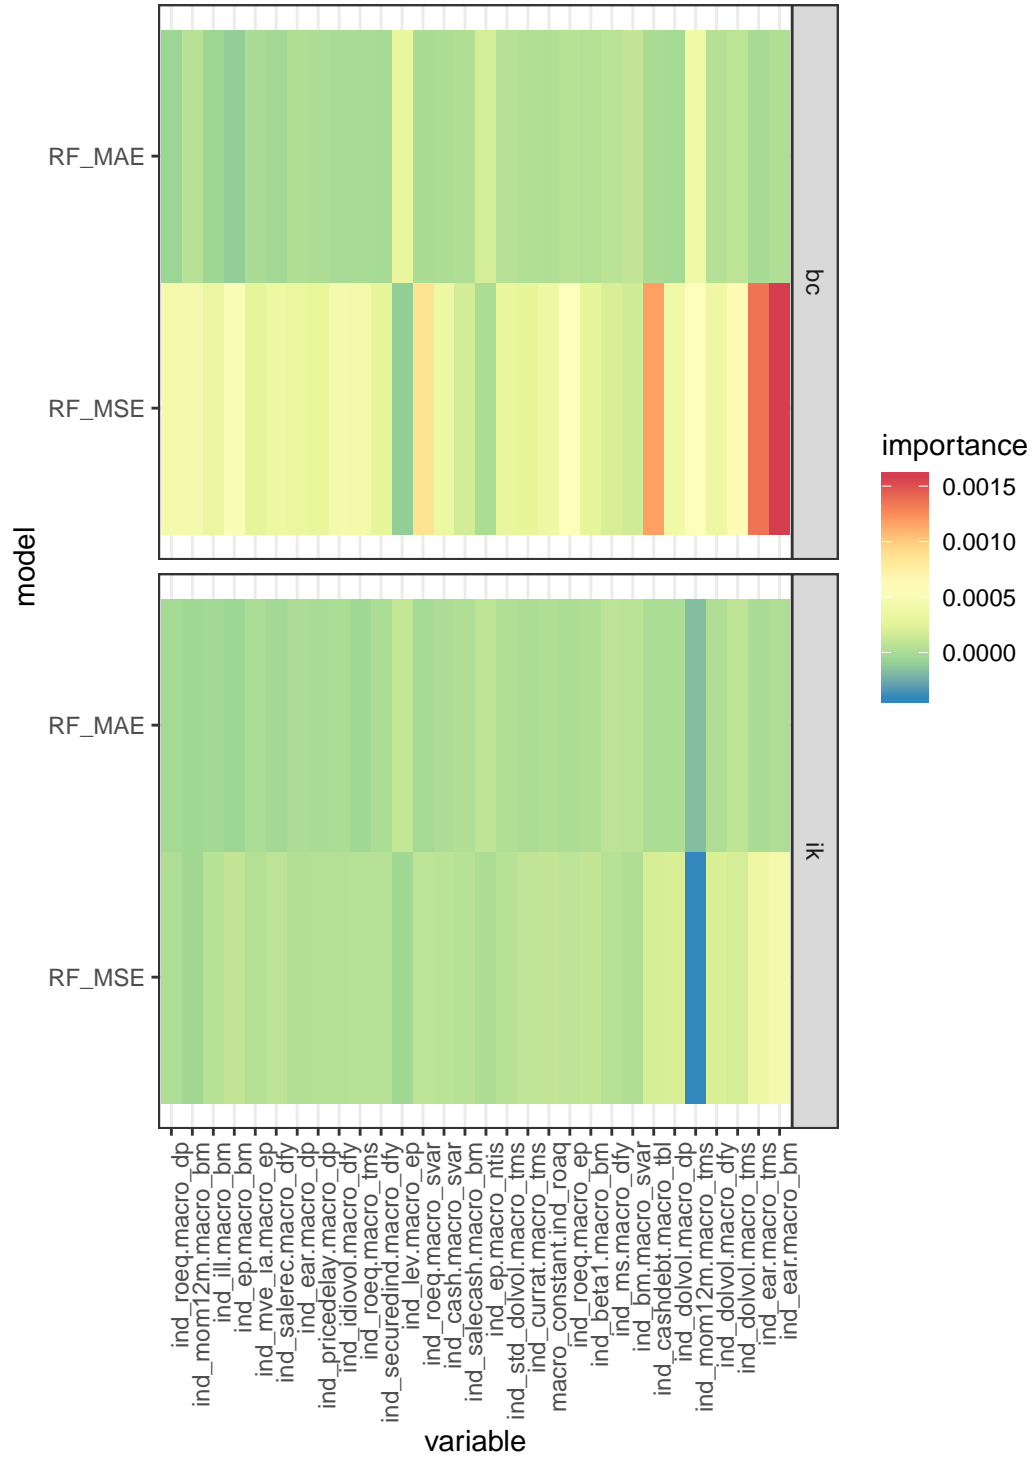 RF_MAE
RF_MSE
bc
RF_MAE
RF_MSE
ik
model
importance
0.0015
0.0010
0.0005
0.0000
ind_roeq.macro_dp
ind_mom12m.macro_bm
ind_ill.macro_bm
ind_ep.macro_bm
ind_mve_ia.macro_ep
ind_salerec.macro_dfy
ind_ear.macro_dp
ind_pricedelay.macro_dp
ind_idiovol.macro_dfy
ind_roeq.macro_tms
ind_securedind.macro_dfy
ind_lev.macro_ep
ind_roeq.macro_svar
ind_cash.macro_svar
ind_salecash.macro_bm
ind_ep.macro_ntis
ind_std_dolvol.macro_tms
ind_currat.macro_tms
macro_constant.ind_roaq
ind_roeq.macro_ep
ind_beta1.macro_bm
ind_ms.macro_dfy
ind_bm.macro_svar
ind_cashdebt.macro_tbl
ind_dolvol.macro_dp
ind_mom12m.macro_tms
ind_dolvol.macro_dfy
ind_dolvol.macro_tms
ind_ear.macro_tms
ind_ear.macro_bm
variable